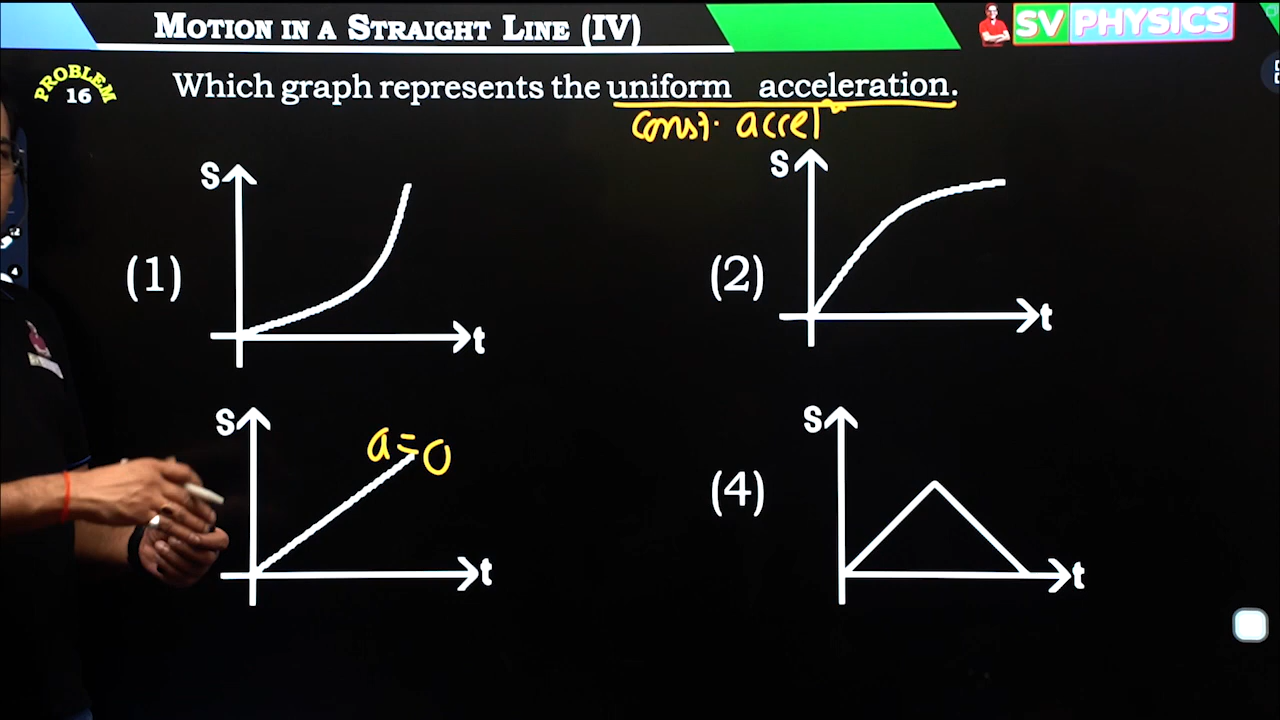 MOTION IN A STRAIGHT LINE (IV)
SV PHYSICS
PROBLEM 16
Which graph represents the uniform acceleration.
const. accelⁿ
S
t
(1)
S
t
(2)
S
t
a=0
S
t
(4)